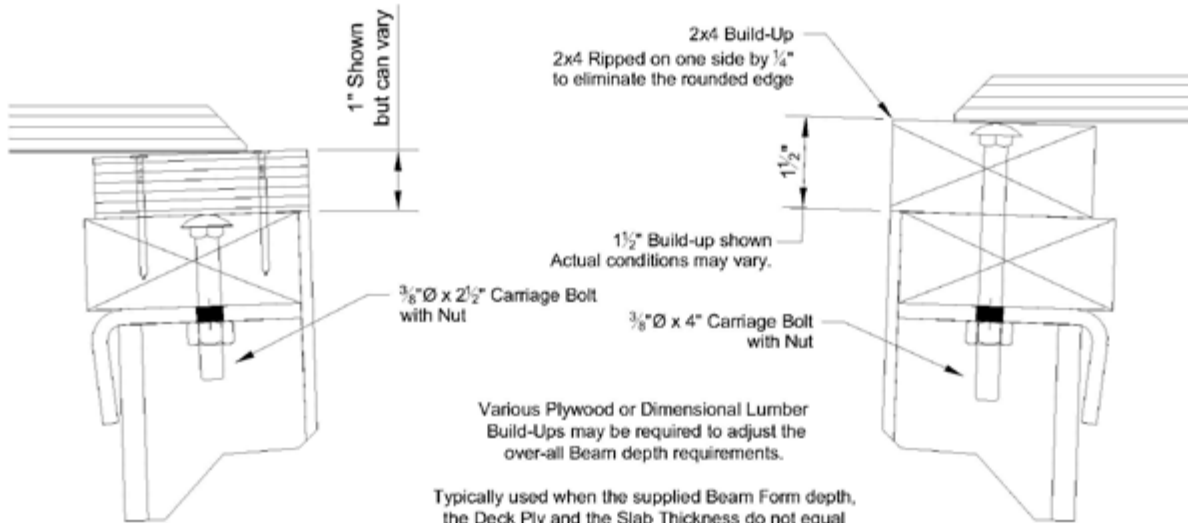 1" Shown
but can vary
2x4 Build-Up
2x4 Ripped on one side by ¼"
to eliminate the rounded edge
1½"
1½" Build-up shown
Actual conditions may vary.
⅜"Ø x 2½" Carriage Bolt
with Nut
⅜"Ø x 4" Carriage Bolt
with Nut
Various Plywood or Dimensional Lumber
Build-Ups may be required to adjust the
over-all Beam depth requirements.
Typically used when the supplied Beam Form depth,
the Deck Ply and the Slab Thickness do not equal